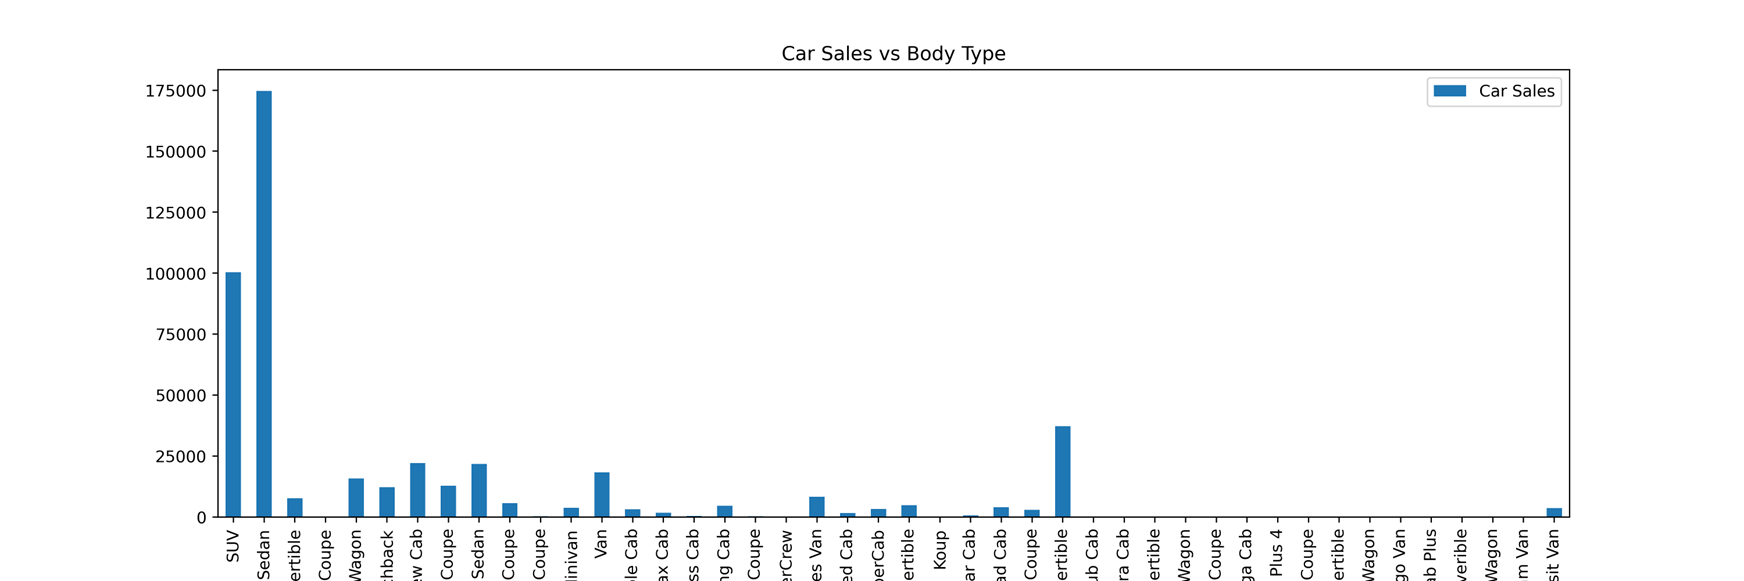 Car Sales vs Body Type
Car Sales
175000
150000
125000
100000
75000
50000
25000
0
SUV
Sedan
ertible
Coupe
Wagon
chback
ew Cab
Coupe
Sedan
Coupe
Coupe
linivan
Van
le Cab
ax Cab
ss Cab
ng Cab
Coupe
erCrew
es Van
ed Cab
perCab
ertible
Koup
ar Cab
ad Cab
Coupe
ertible
ub Cab
ra Cab
ertible
Wagon
Coupe
ga Cab
Plus 4
Coupe
ertible
Wagon
go Van
ab Plus
verible
Wagon
m Van
sit Van